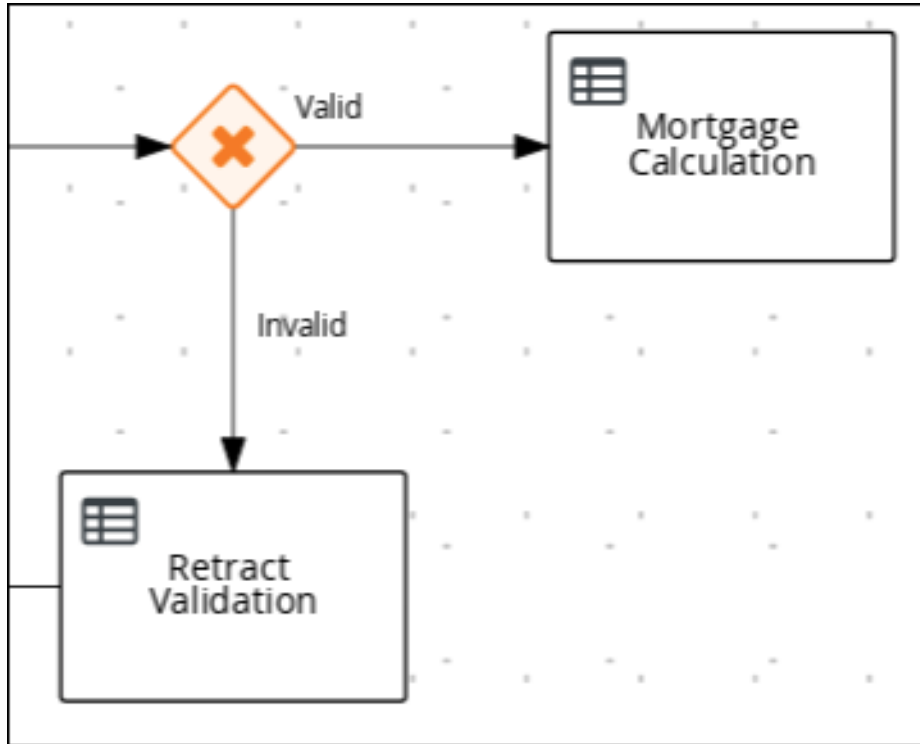 Valid
Mortgage
Calculation
Invalid
Retract
Validation